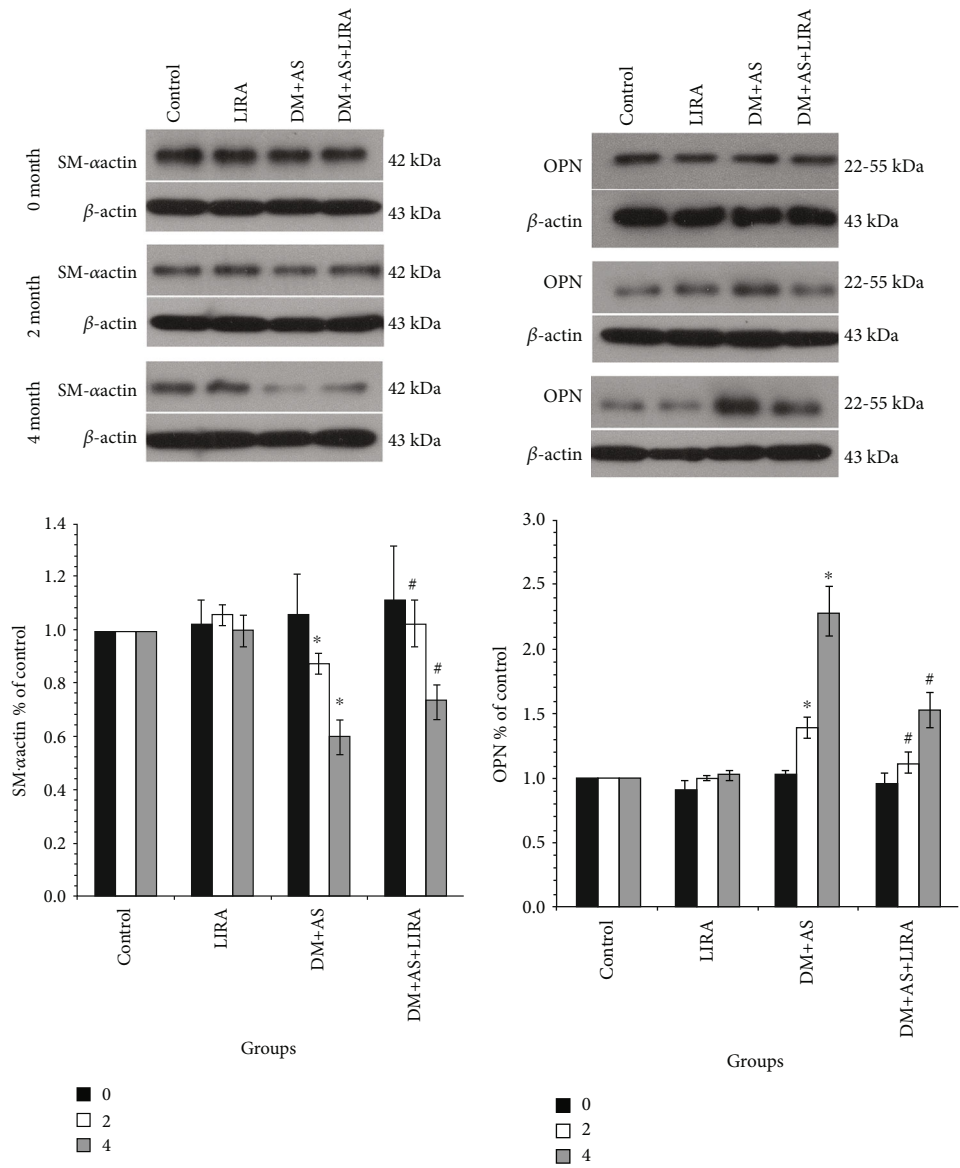 Control
LIRA
DM+AS
DM+AS+LIRA
0 month
SM-αactin
42 kDa
β-actin
43 kDa
2 month
SM-αactin
42 kDa
β-actin
43 kDa
4 month
SM-αactin
42 kDa
β-actin
43 kDa
Control
LIRA
DM+AS
DM+AS+LIRA
OPN
22-55 kDa
β-actin
43 kDa
OPN
22-55 kDa
β-actin
43 kDa
OPN
22-55 kDa
β-actin
43 kDa
SM-αactin % of control
1.4
1.2
1.0
0.8
0.6
0.4
0.2
0.0
*
*
#
#
Control
LIRA
DM+AS
DM+AS+LIRA
Groups
0
2
4
OPN % of control
3.0
2.5
2.0
1.5
1.0
0.5
0.0
*
*
#
#
Control
LIRA
DM+AS
DM+AS+LIRA
Groups
0
2
4